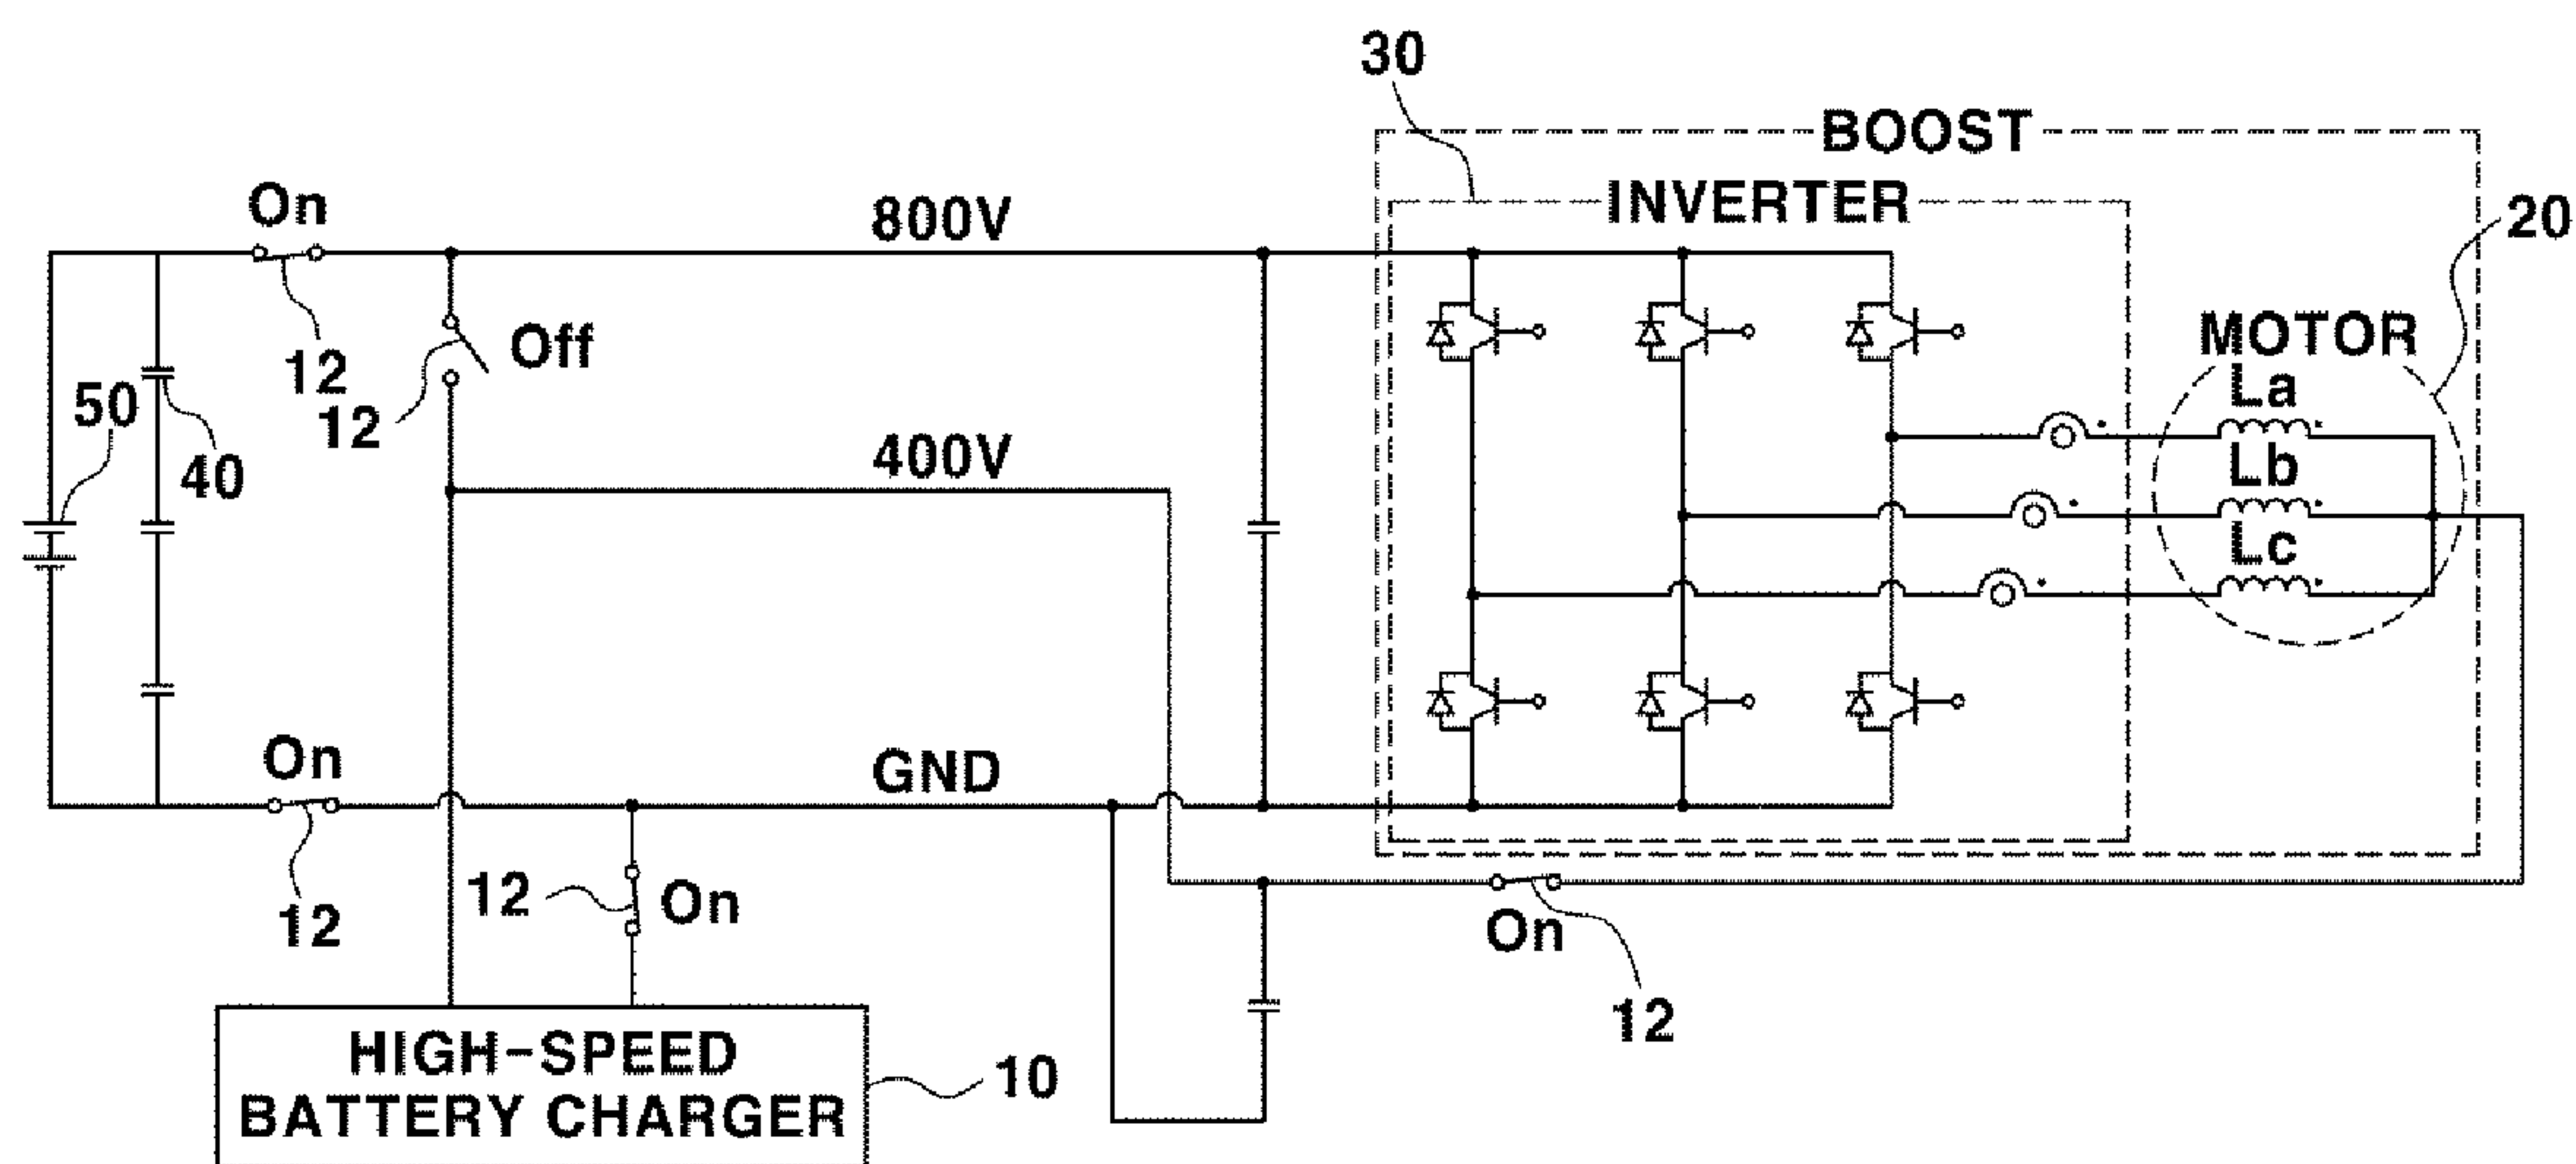 30
BOOST
On
800V
INVERTER
20
12
Off
12
MOTOR
La
50
40
400V
Lb
Lc
On
GND
12
12
On
On
12
HIGH-SPEED
BATTERY CHARGER
10